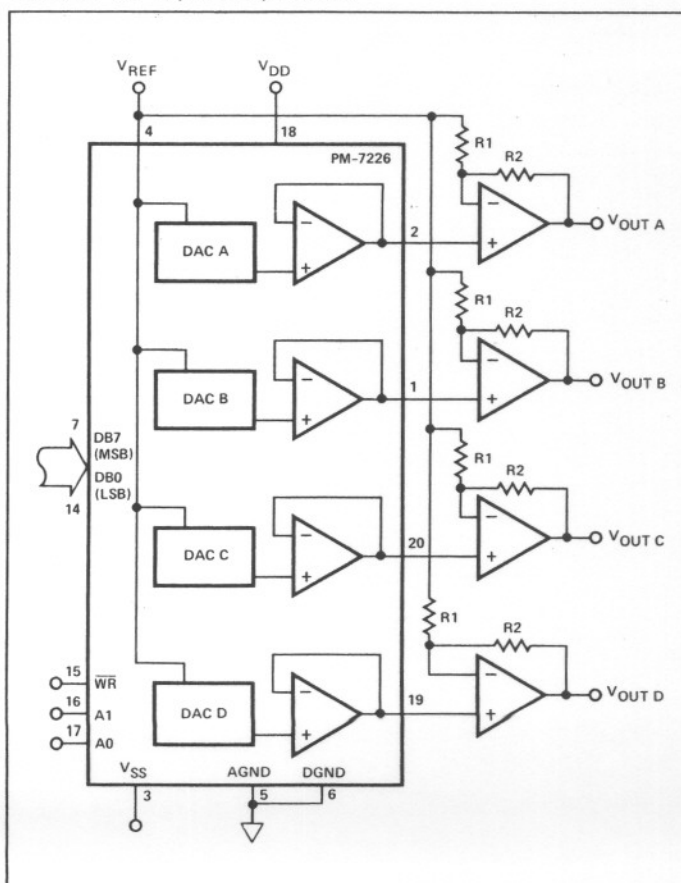 VREF
VDD
4
18
PM-7226
R1
R2
DAC A
−
+
2
−
+
VOUT A
R1
R2
DAC B
−
+
1
−
+
VOUT B
7
DB7
(MSB)
DB0
(LSB)
14
R1
R2
DAC C
−
+
20
−
+
VOUT C
R1
R2
15
WR
16
A1
17
A0
DAC D
−
+
19
−
+
VOUT D
VSS
AGND
DGND
3
5
6